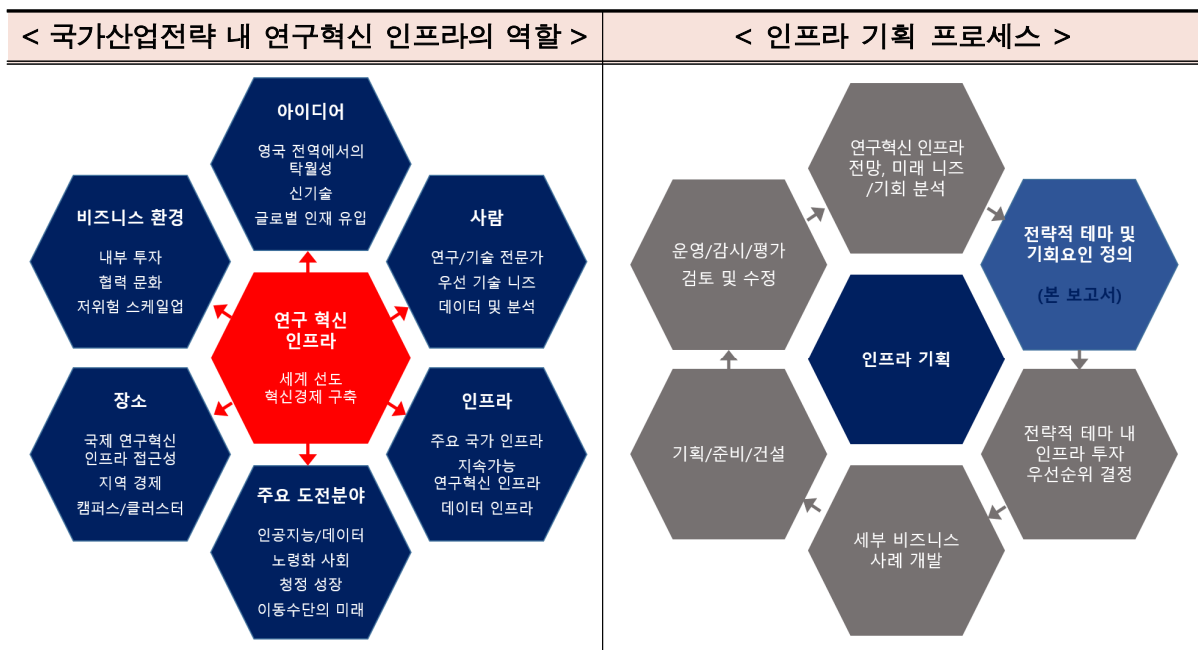 < 국가산업전략 내 연구혁신 인프라의 역할 >
아이디어
영국 전역에서의
탁월성
신기술
글로벌 인재 유입
비즈니스 환경
내부 투자
협력 문화
저위험 스케일업
사람
연구/기술 전문가
우선 기술 니즈
데이터 및 분석
연구 혁신
인프라
세계 선도
혁신경제 구축
장소
국제 연구혁신
인프라 접근성
지역 경제
캠퍼스/클러스터
인프라
주요 국가 인프라
지속가능
연구혁신 인프라
데이터 인프라
주요 도전분야
인공지능/데이터
노령화 사회
청정 성장
이동수단의 미래
< 인프라 기획 프로세스 >
연구혁신 인프라
전망, 미래 니즈
/기회 분석
전략적 테마 및
기회요인 정의
(본 보고서)
운영/감시/평가
검토 및 수정
인프라 기획
기획/준비/건설
전략적 테마 내
인프라 투자
우선순위 결정
세부 비즈니스
사례 개발